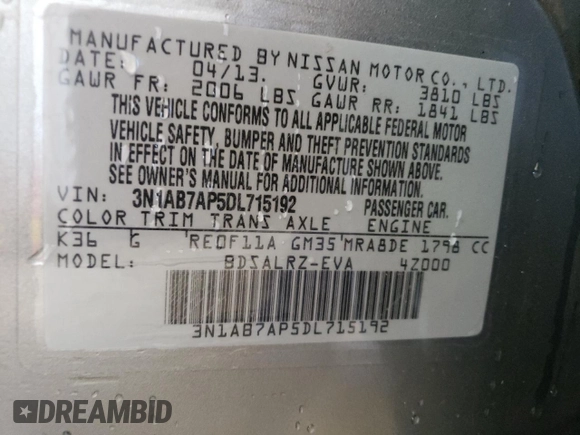 MANUFACTURED BY NISSAN MOTOR CO., LTD.
DATE: 04/13. GVWR: 3810 LBS
GAWR FR: 2006 LBS GAWR RR: 1841 LBS
THIS VEHICLE CONFORMS TO ALL APPLICABLE FEDERAL MOTOR
VEHICLE SAFETY, BUMPER AND THEFT PREVENTION STANDARDS
IN EFFECT ON THE DATE OF MANUFACTURE SHOWN ABOVE.
SEE OWNER'S MANUAL FOR ADDITIONAL INFORMATION.
VIN: 3N1AB7AP5DL715192 PASSENGER CAR.
COLOR TRIM TRANS AXLE ENGINE
K36 G RE0F11A GM35 MRA8DE 1798 CC
MODEL: BDSALRZ-EVA 4Z000
3N1AB7AP5DL715192
DREAMBID